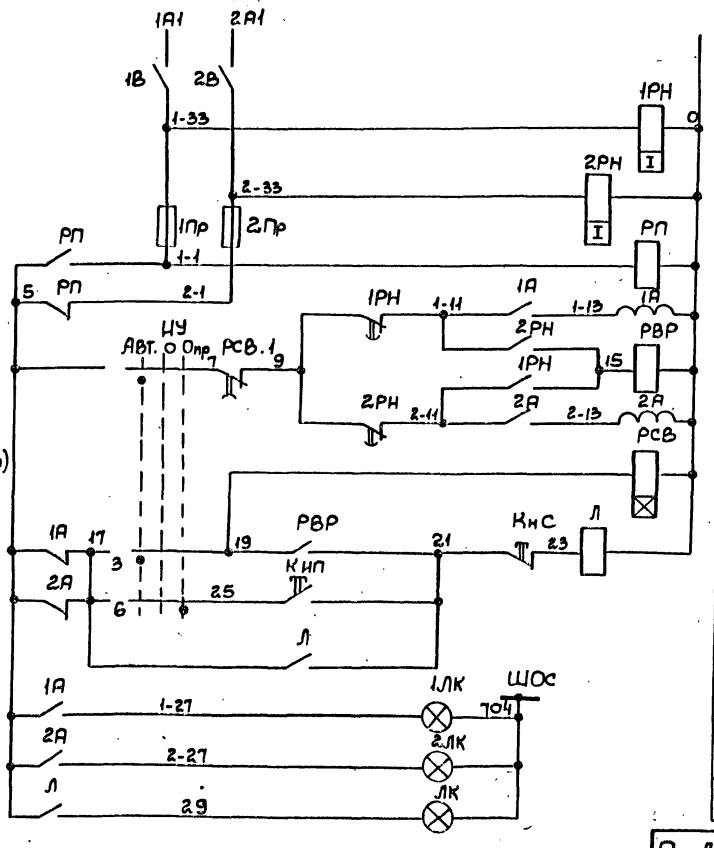 1А1 2А1
1В 2В
1РН
1-33 0
I
2РН
2-33
I
1Пр 2Пр
РП РП
1-1
5 РП 2-1
1РН 1А 1А
1-11 1-13
ЦУ 2РН РВР
Авт. О Опр РСВ.1
7 9 1РН 15
2РН 2А 2А
2-11 2-13
РСВ
1А 17 19 РВР 21 КнС Л
3 23
2А КнП
6 25
Л
1А 1ЛК ШОС
1-27 704
2А 2ЛК
2-27
Л ЛК
29